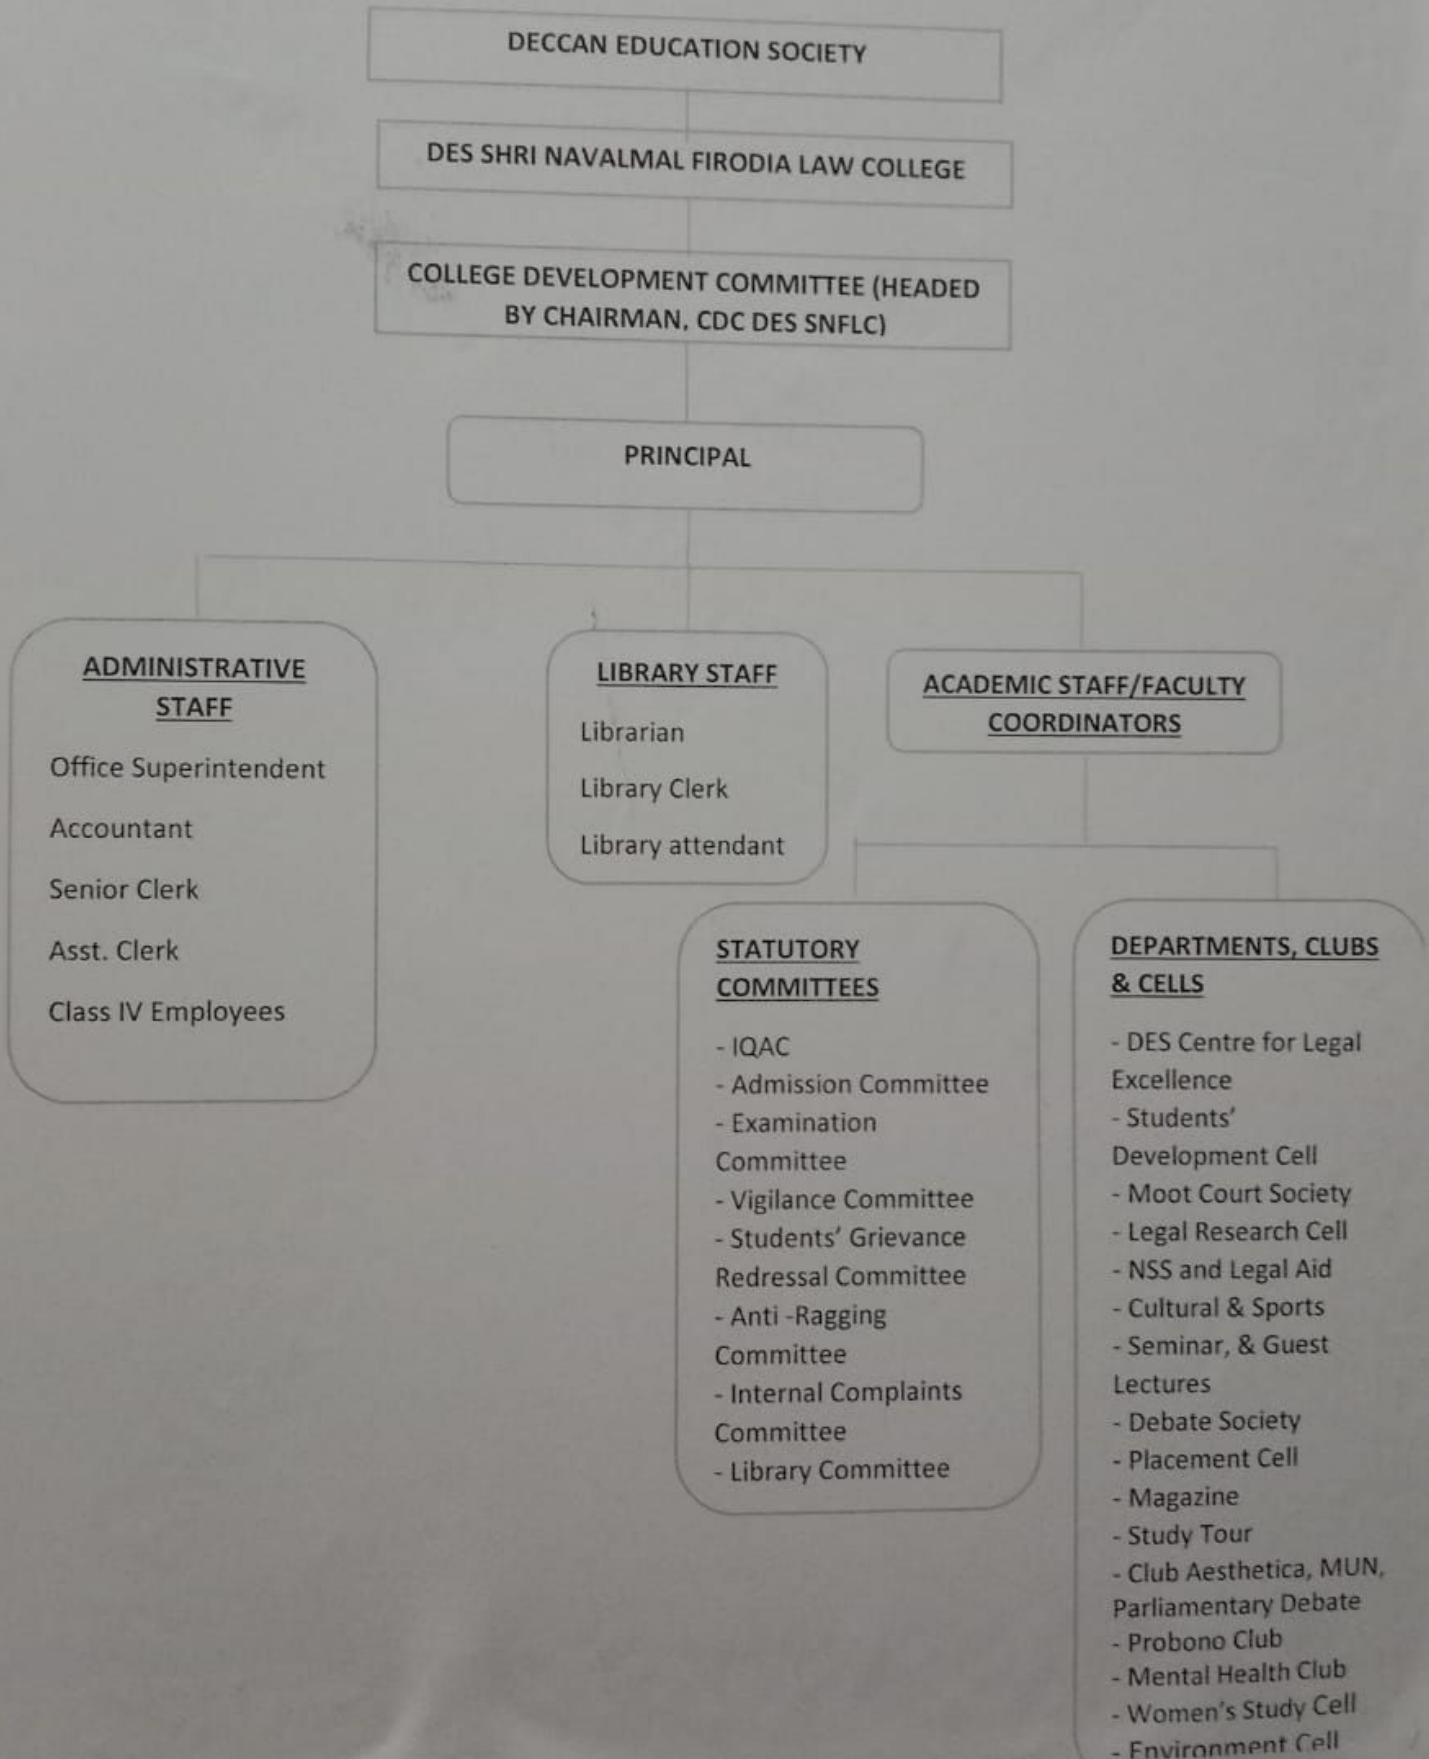 DECCAN EDUCATION SOCIETY
DES SHRI NAVALMAL FIRODIA LAW COLLEGE
COLLEGE DEVELOPMENT COMMITTEE (HEADED
BY CHAIRMAN, CDC DES SNFLC)
PRINCIPAL
ADMINISTRATIVE
STAFF
Office Superintendent
Accountant
Senior Clerk
Asst. Clerk
Class IV Employees
LIBRARY STAFF
Librarian
Library Clerk
Library attendant
ACADEMIC STAFF/FACULTY
COORDINATORS
STATUTORY
COMMITTEES
- IQAC
- Admission Committee
- Examination
Committee
- Vigilance Committee
- Students' Grievance
Redressal Committee
- Anti -Ragging
Committee
- Internal Complaints
Committee
- Library Committee
DEPARTMENTS, CLUBS
& CELLS
- DES Centre for Legal
Excellence
- Students'
Development Cell
- Moot Court Society
- Legal Research Cell
- NSS and Legal Aid
- Cultural & Sports
- Seminar, & Guest
Lectures
- Debate Society
- Placement Cell
- Magazine
- Study Tour
- Club Aesthetica, MUN,
Parliamentary Debate
- Probono Club
- Mental Health Club
- Women's Study Cell
- Environment Cell